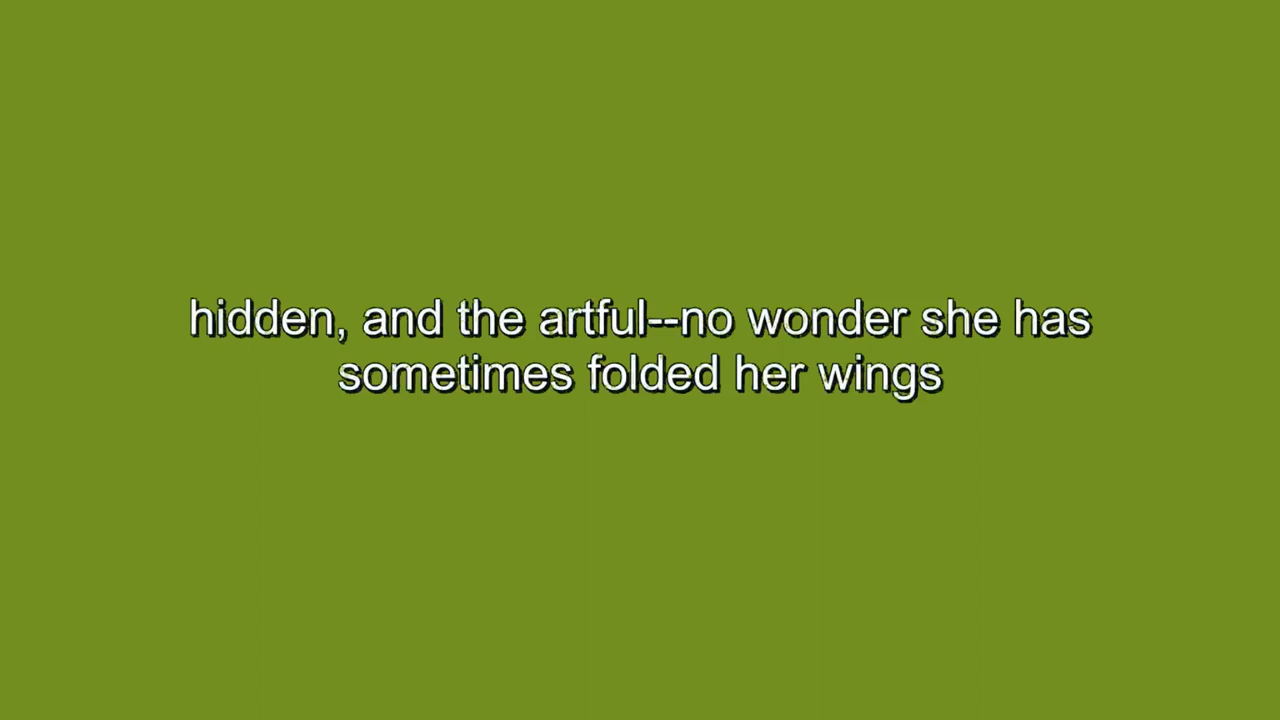 hidden, and the artful--no wonder she has
sometimes folded her wings